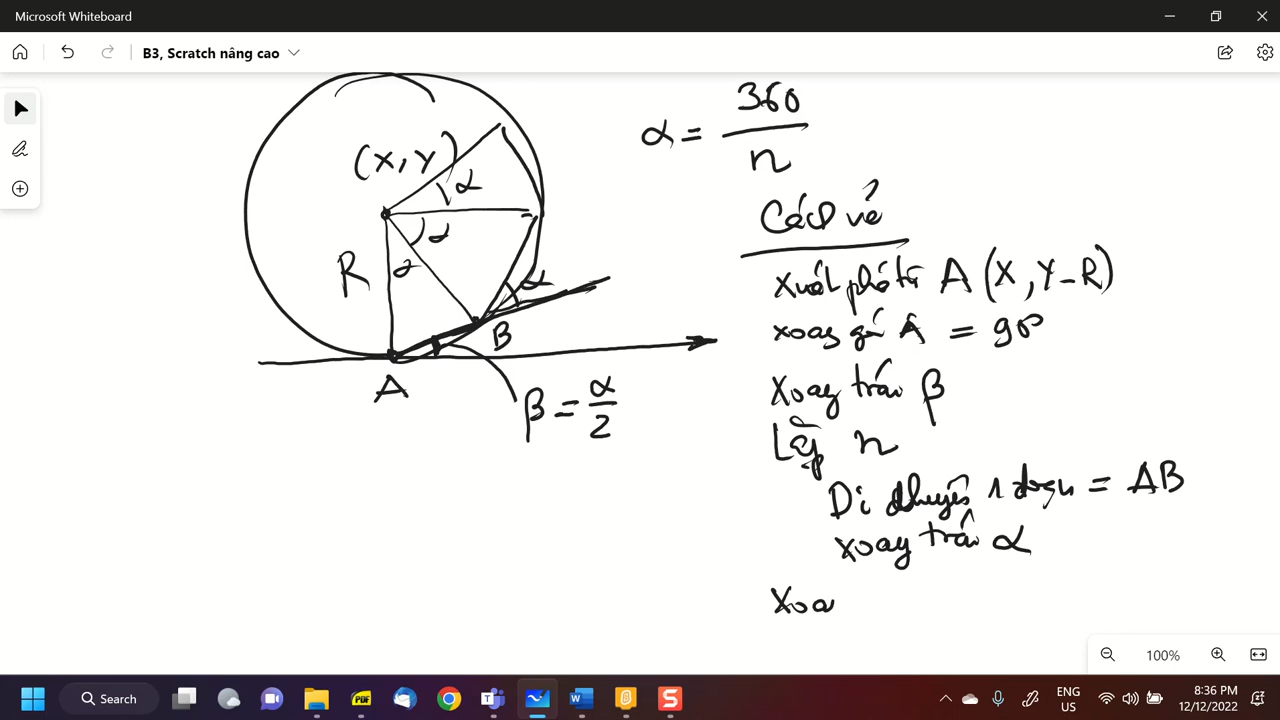 Microsoft Whiteboard
B3, Scratch nâng cao
360
α =
n
(X, Y)
α
α
Cách vẽ
R
α
α
Xuất phát từ A (X, Y-R)
B
xoay góc A = 90°
A
β = α/2
Xoay trái β
Lặp n
Di chuyển 1 đoạn = AB
xoay trái α
Xoa
100%
Search
ENG
US
8:36 PM
12/12/2022